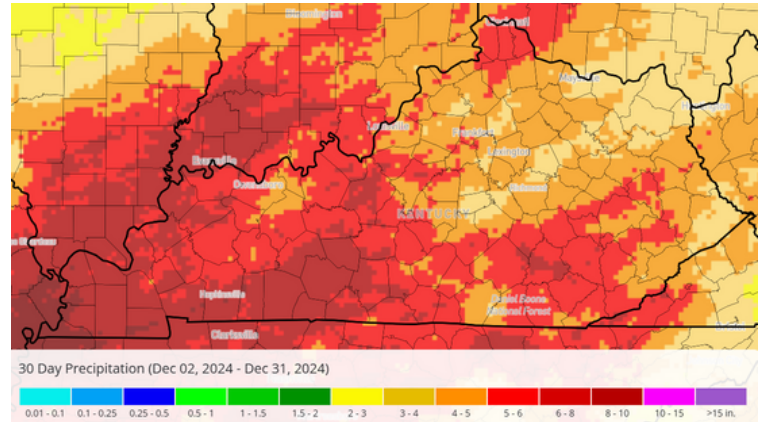 Bloomington
Maysville
Huntington
Louisville
Frankfort
Lexington
Evansville
Owensboro
Richmond
KENTUCKY
Hopkinsville
Daniel Boone
National Forest
Clarksville
30 Day Precipitation (Dec 02, 2024 - Dec 31, 2024)
0.01 - 0.1 0.1 - 0.25 0.25 - 0.5 0.5 - 1 1 - 1.5 1.5 - 2 2 - 3 3 - 4 4 - 5 5 - 6 6 - 8 8 - 10 10 - 15 >15 in.